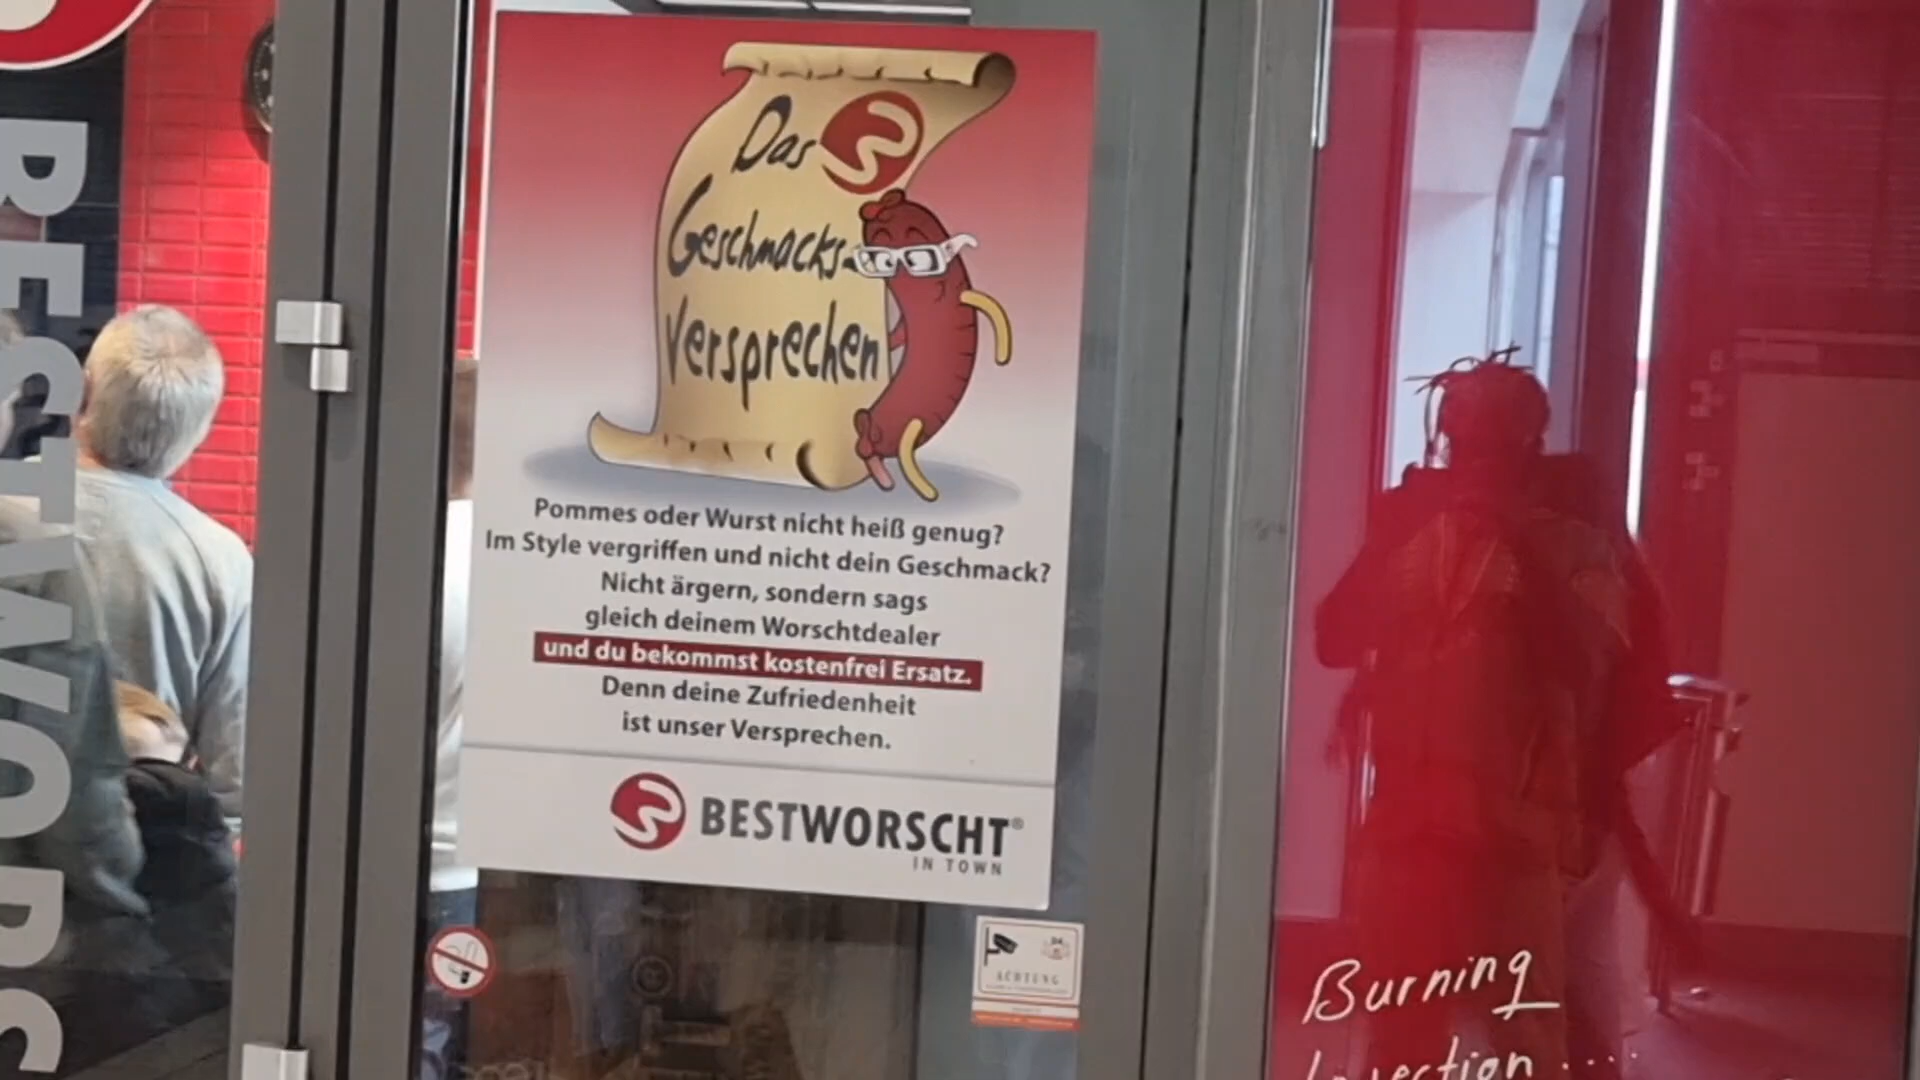 BESTWORS
Das
Geschmacks-
versprechen
Pommes oder Wurst nicht heiß genug?
Im Style vergriffen und nicht dein Geschmack?
Nicht ärgern, sondern sags
gleich deinem Worschtdealer
und du bekommst kostenfrei Ersatz.
Denn deine Zufriedenheit
ist unser Versprechen.
BESTWORSCHT®
IN TOWN
ACHTUNG
Burning